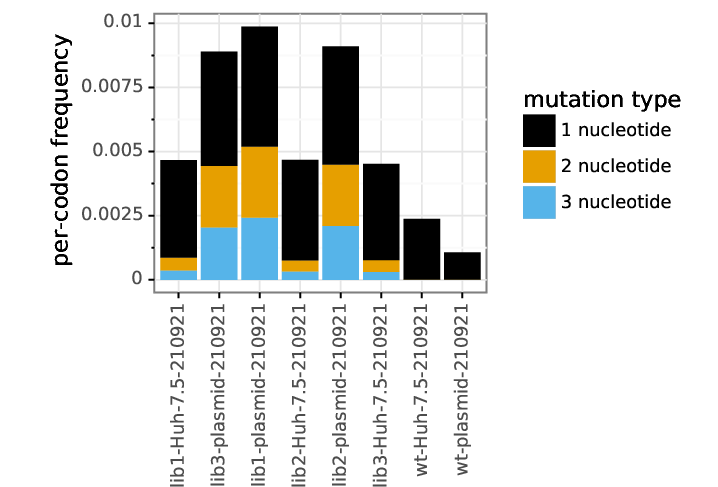 0.01
0.0075
0.005
0.0025
0
per-codon frequency
lib1-Huh-7.5-210921
lib3-plasmid-210921
lib1-plasmid-210921
lib2-Huh-7.5-210921
lib2-plasmid-210921
lib3-Huh-7.5-210921
wt-Huh-7.5-210921
wt-plasmid-210921
mutation type
1 nucleotide
2 nucleotide
3 nucleotide